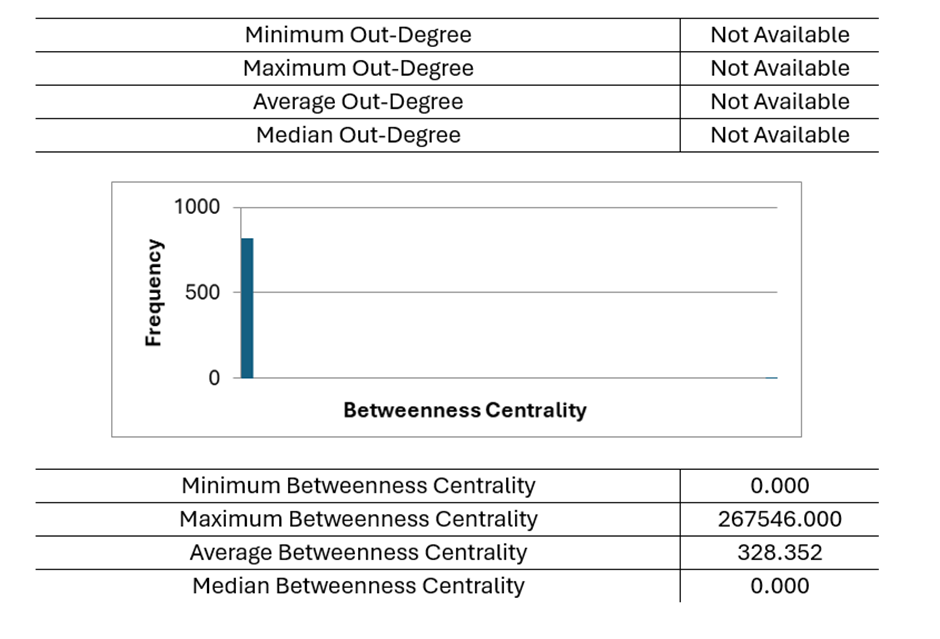 Minimum Out-Degree Not Available
Maximum Out-Degree Not Available
Average Out-Degree Not Available
Median Out-Degree Not Available
1000
500
0
Frequency
Betweenness Centrality
Minimum Betweenness Centrality 0.000
Maximum Betweenness Centrality 267546.000
Average Betweenness Centrality 328.352
Median Betweenness Centrality 0.000